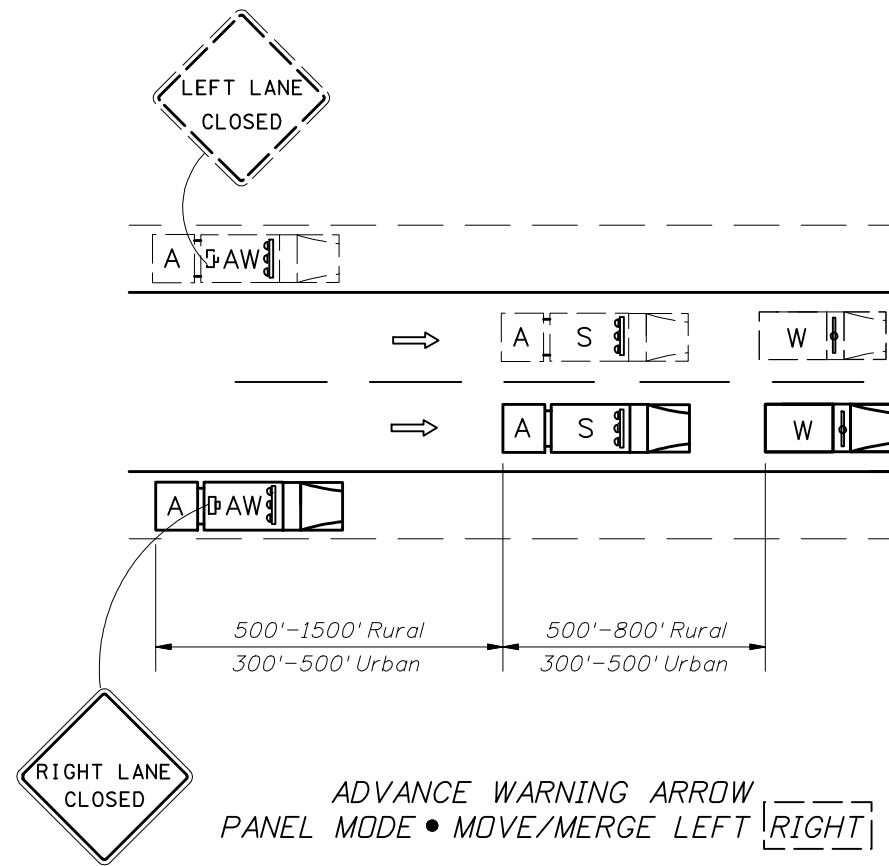 LEFT LANE
CLOSED
A AW
A S W
A S W
A AW
500'-1500' Rural 500'-800' Rural
300'-500' Urban 300'-500' Urban
RIGHT LANE
CLOSED
ADVANCE WARNING ARROW
PANEL MODE • MOVE/MERGE LEFT RIGHT